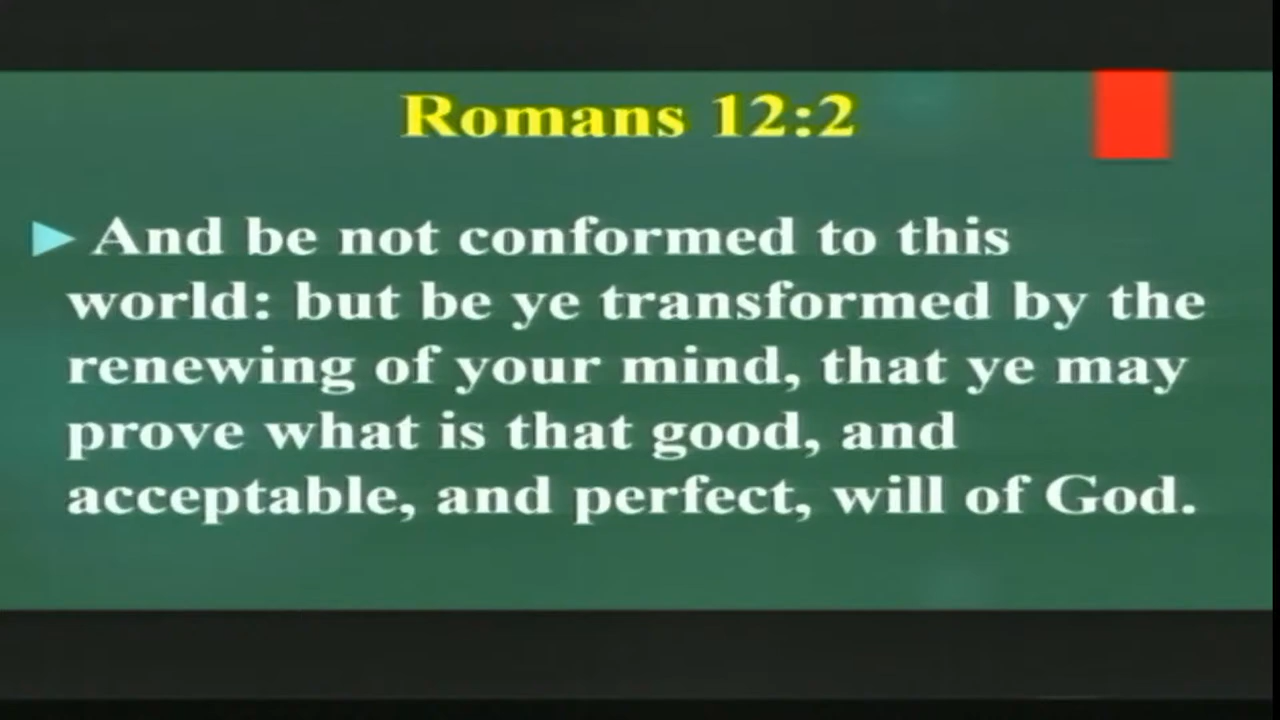 Romans 12:2
And be not conformed to this
world: but be ye transformed by the
renewing of your mind, that ye may
prove what is that good, and
acceptable, and perfect, will of God.